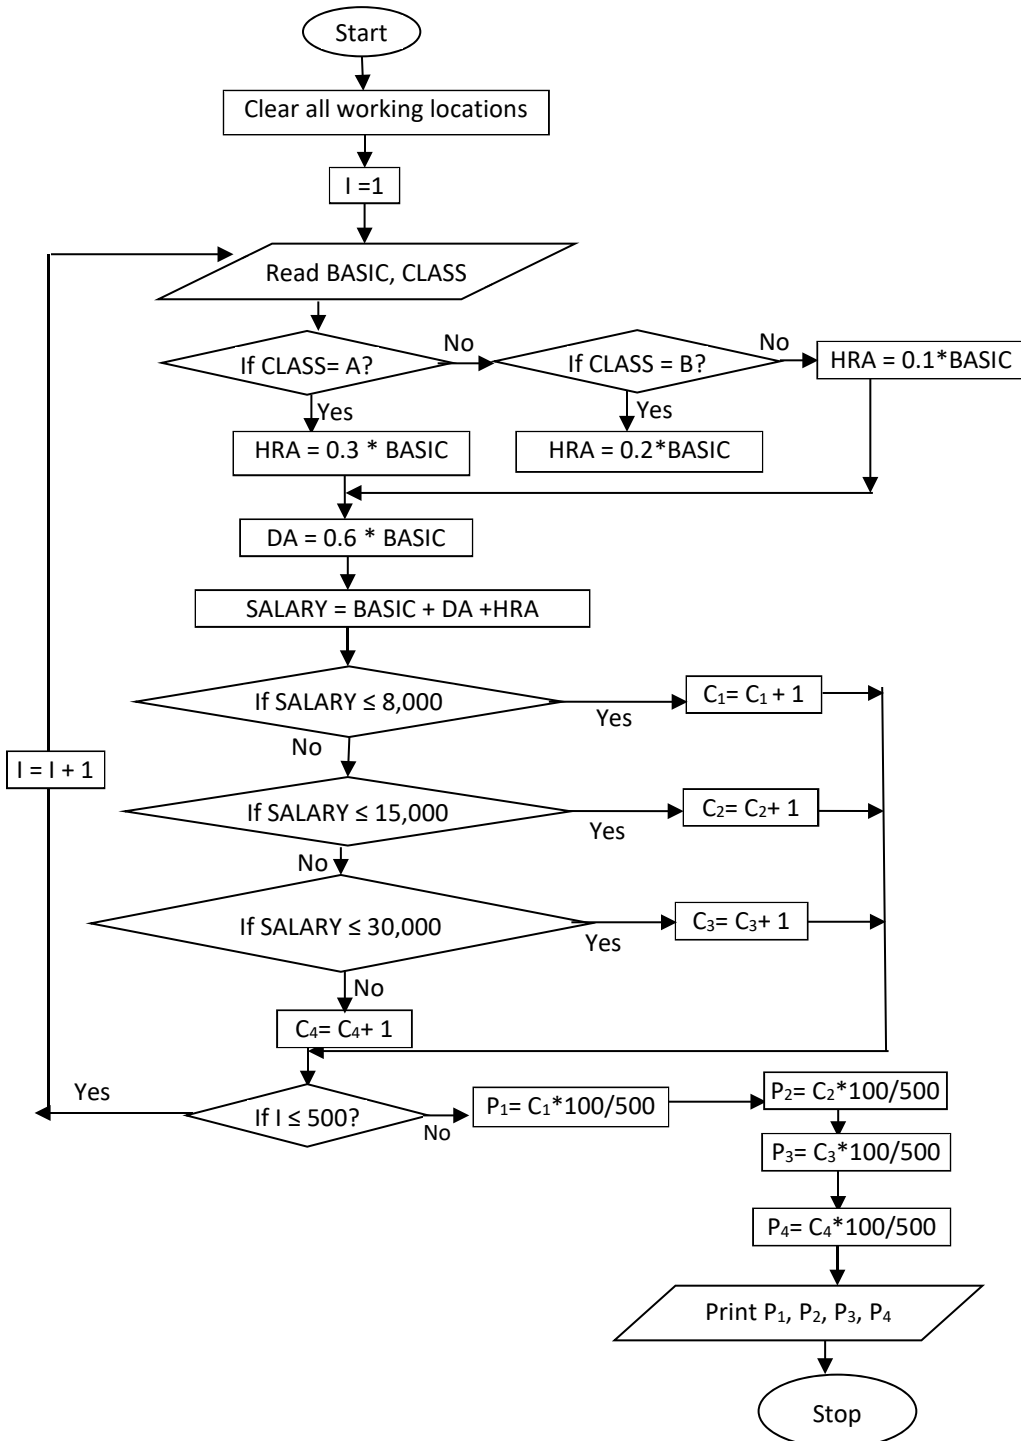 Start
Clear all working locations
I =1
Read BASIC, CLASS
If CLASS= A?
No
If CLASS = B?
No
HRA = 0.1*BASIC
Yes
Yes
HRA = 0.3 * BASIC
HRA = 0.2*BASIC
DA = 0.6 * BASIC
SALARY = BASIC + DA +HRA
If SALARY ≤ 8,000
Yes
C₁= C₁ + 1
No
I = I + 1
If SALARY ≤ 15,000
Yes
C₂= C₂+ 1
No
If SALARY ≤ 30,000
Yes
C₃= C₃+ 1
No
C₄= C₄+ 1
Yes
If I ≤ 500?
No
P₁= C₁*100/500
P₂= C₂*100/500
P₃= C₃*100/500
P₄= C₄*100/500
Print P₁, P₂, P₃, P₄
Stop